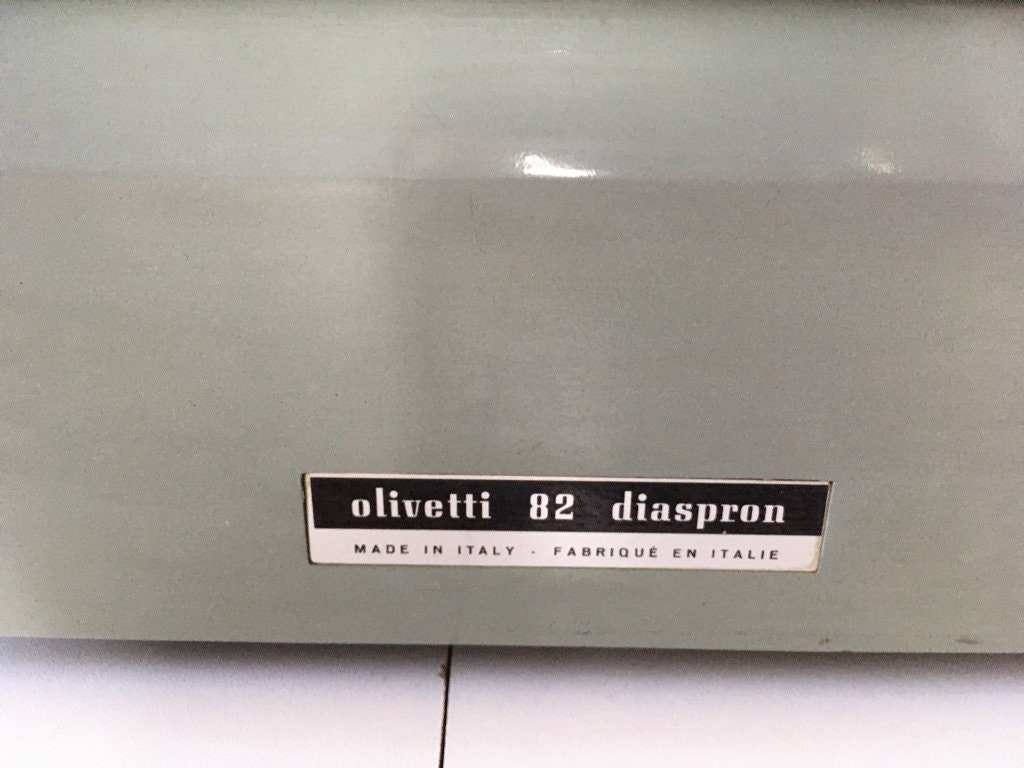 olivetti 82 diaspron
MADE IN ITALY - FABRIQUÉ EN ITALIE